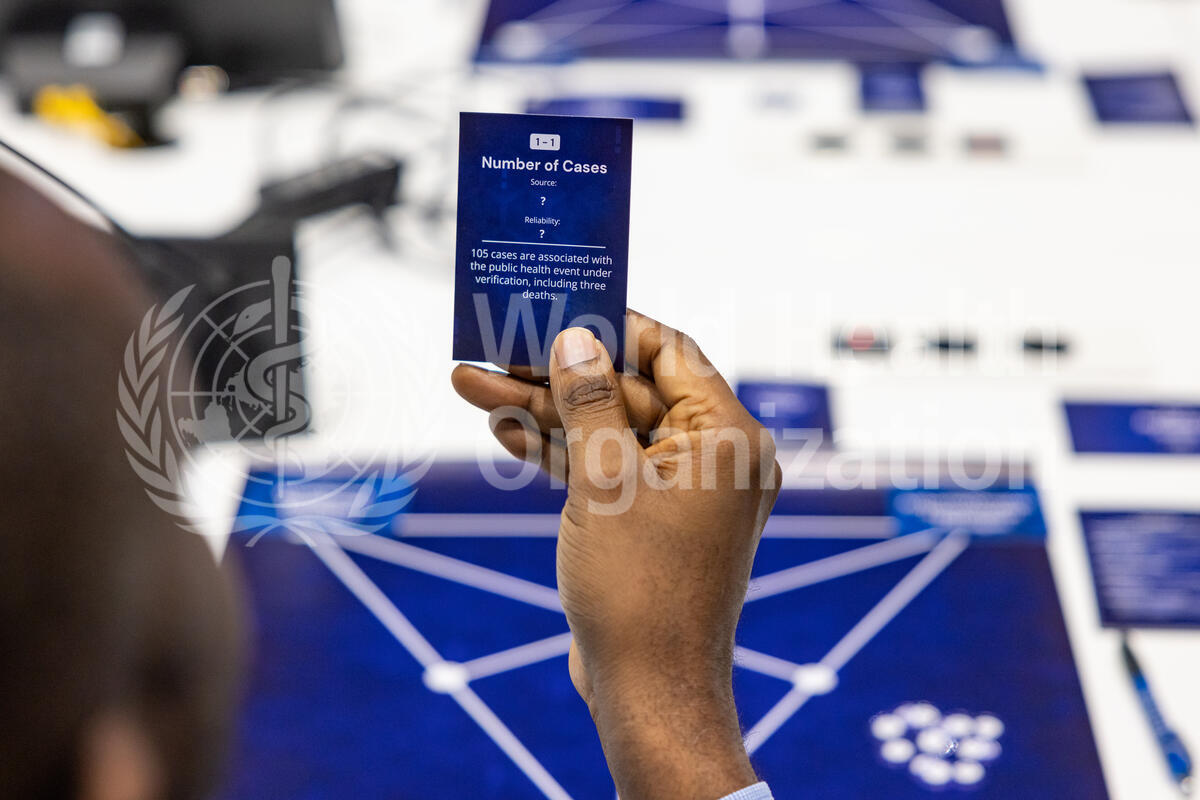 1 – 1
Number of Cases
Source:
?
Reliability:
?
105 cases are associated with
the public health event under
verification, including three
deaths.
World Health
Organization